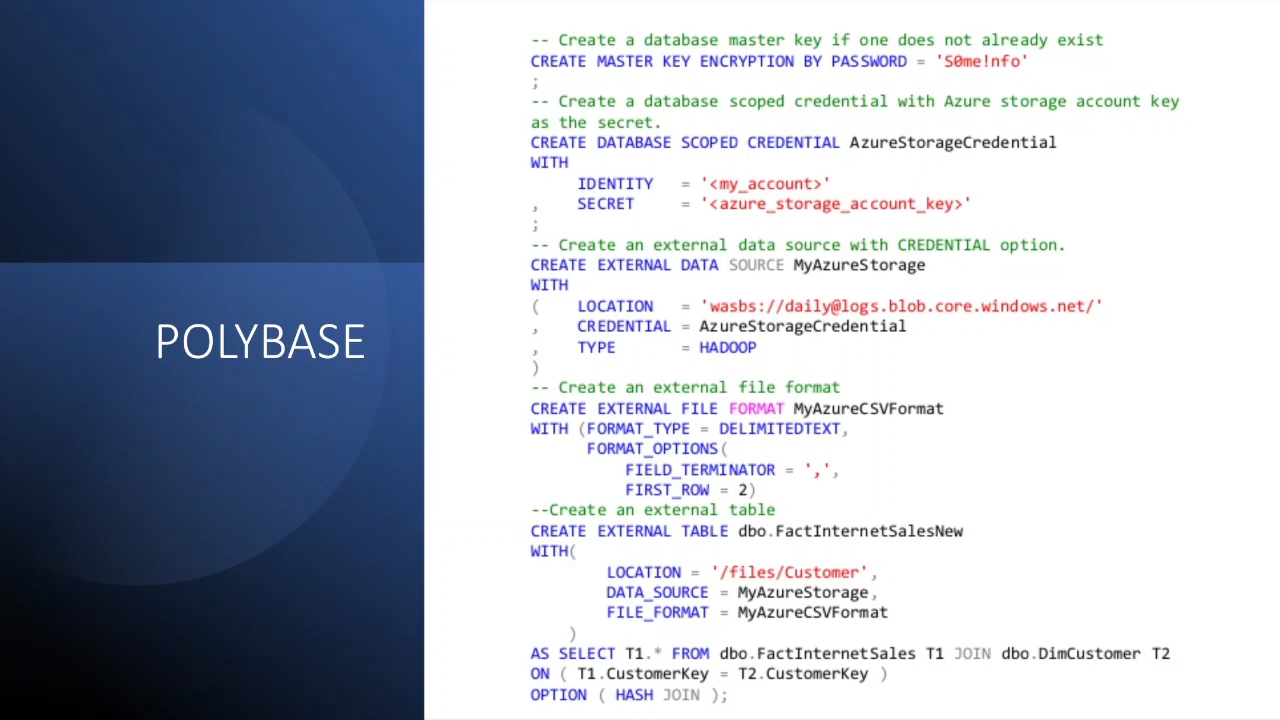 POLYBASE
-- Create a database master key if one does not already exist
CREATE MASTER KEY ENCRYPTION BY PASSWORD = 'S0me!nfo'
;
-- Create a database scoped credential with Azure storage account key
as the secret.
CREATE DATABASE SCOPED CREDENTIAL AzureStorageCredential
WITH
     IDENTITY   = '<my_account>'
,    SECRET     = '<azure_storage_account_key>'
;
-- Create an external data source with CREDENTIAL option.
CREATE EXTERNAL DATA SOURCE MyAzureStorage
WITH
(    LOCATION   = 'wasbs://daily@logs.blob.core.windows.net/'
,    CREDENTIAL = AzureStorageCredential
,    TYPE       = HADOOP
)
-- Create an external file format
CREATE EXTERNAL FILE FORMAT MyAzureCSVFormat
WITH (FORMAT_TYPE = DELIMITEDTEXT,
      FORMAT_OPTIONS(
          FIELD_TERMINATOR = ',',
          FIRST_ROW = 2)
--Create an external table
CREATE EXTERNAL TABLE dbo.FactInternetSalesNew
WITH(
        LOCATION = '/files/Customer',
        DATA_SOURCE = MyAzureStorage,
        FILE_FORMAT = MyAzureCSVFormat
    )
AS SELECT T1.* FROM dbo.FactInternetSales T1 JOIN dbo.DimCustomer T2
ON ( T1.CustomerKey = T2.CustomerKey )
OPTION ( HASH JOIN );